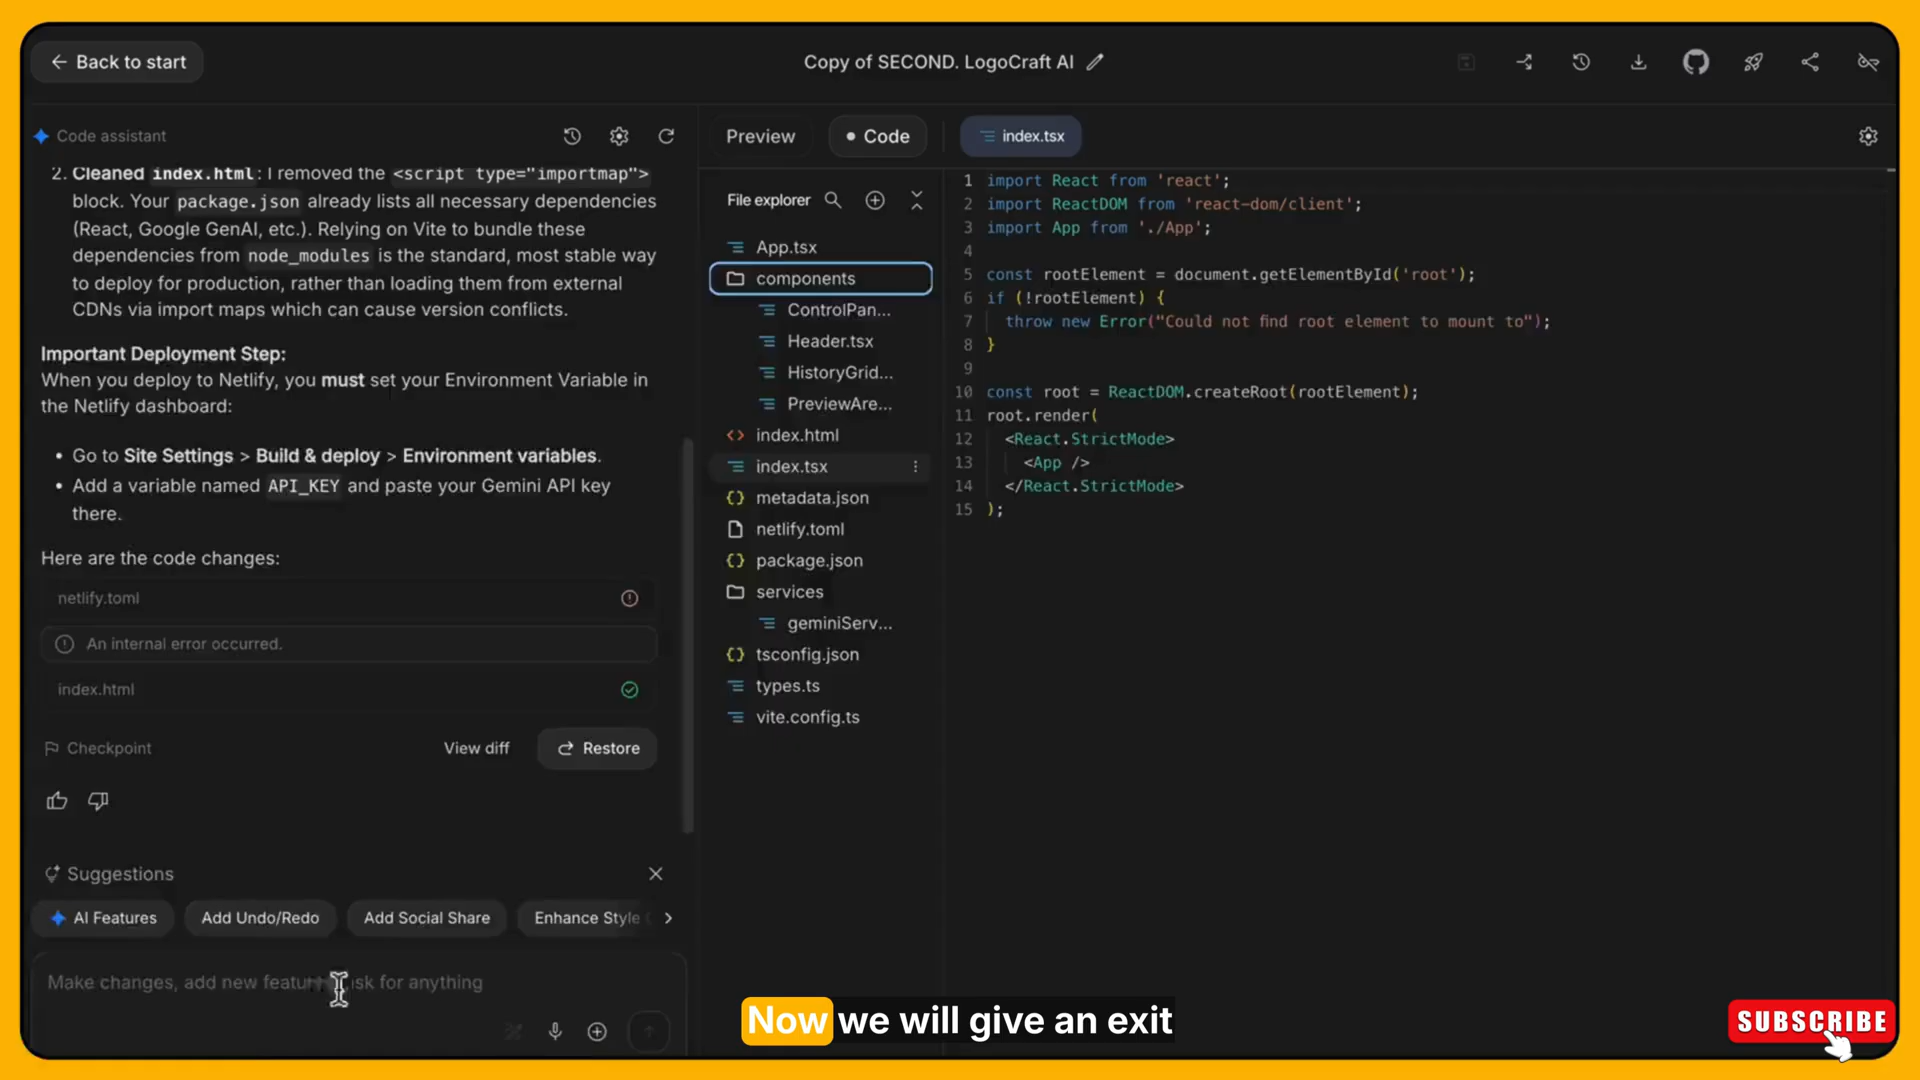 Back to start
Copy of SECOND. LogoCraft AI
Code assistant
2. Cleaned index.html: I removed the <script type="importmap">
block. Your package.json already lists all necessary dependencies
(React, Google GenAI, etc.). Relying on Vite to bundle these
dependencies from node_modules is the standard, most stable way
to deploy for production, rather than loading them from external
CDNs via import maps which can cause version conflicts.
Important Deployment Step:
When you deploy to Netlify, you must set your Environment Variable in
the Netlify dashboard:
• Go to Site Settings > Build & deploy > Environment variables.
• Add a variable named API_KEY and paste your Gemini API key
there.
Here are the code changes:
netlify.toml
An internal error occurred.
index.html
Checkpoint
View diff
Restore
Suggestions
AI Features
Add Undo/Redo
Add Social Share
Enhance Style
Make changes, add new featur sk for anything
Preview
Code
index.tsx
File explorer
App.tsx
components
ControlPan...
Header.tsx
HistoryGrid...
PreviewAre...
index.html
index.tsx
metadata.json
netlify.toml
package.json
services
geminiServ...
tsconfig.json
types.ts
vite.config.ts
1 import React from 'react';
2 import ReactDOM from 'react-dom/client';
3 import App from './App';
4
5 const rootElement = document.getElementById('root');
6 if (!rootElement) {
7 throw new Error("Could not find root element to mount to");
8 }
9
10 const root = ReactDOM.createRoot(rootElement);
11 root.render(
12 <React.StrictMode>
13 <App />
14 </React.StrictMode>
15 );
Now we will give an exit
SUBSCRIBE